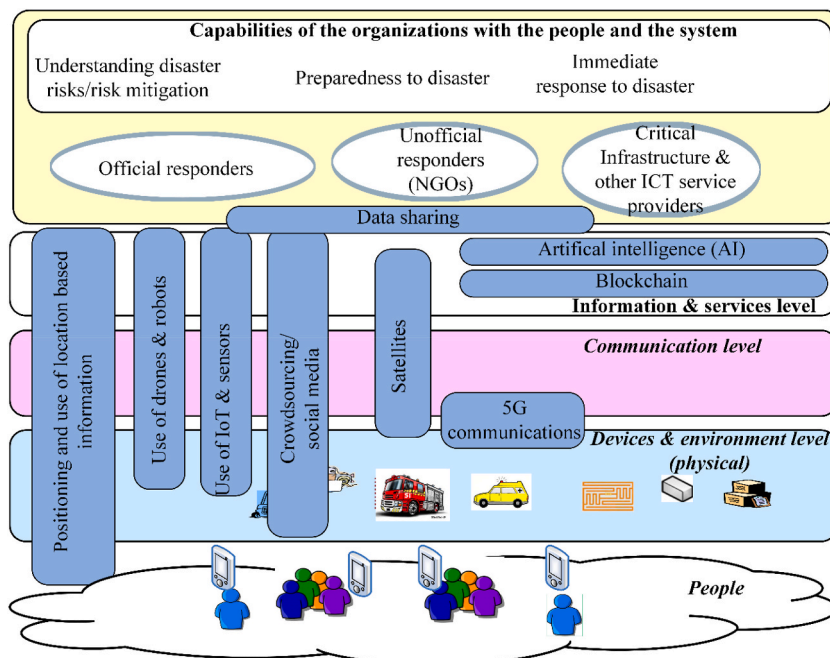 Capabilities of the organizations with the people and the system
Understanding disaster
risks/risk mitigation
Preparedness to disaster
Immediate
response to disaster
Official responders
Unofficial
responders
(NGOs)
Critical
Infrastructure &
other ICT service
providers
Data sharing
Positioning and use of location based
information
Use of drones & robots
Use of IoT & sensors
Crowdsourcing/
social media
Satellites
Artifical intelligence (AI)
Blockchain
Information & services level
Communication level
5G
communications
Devices & environment level
(physical)
People